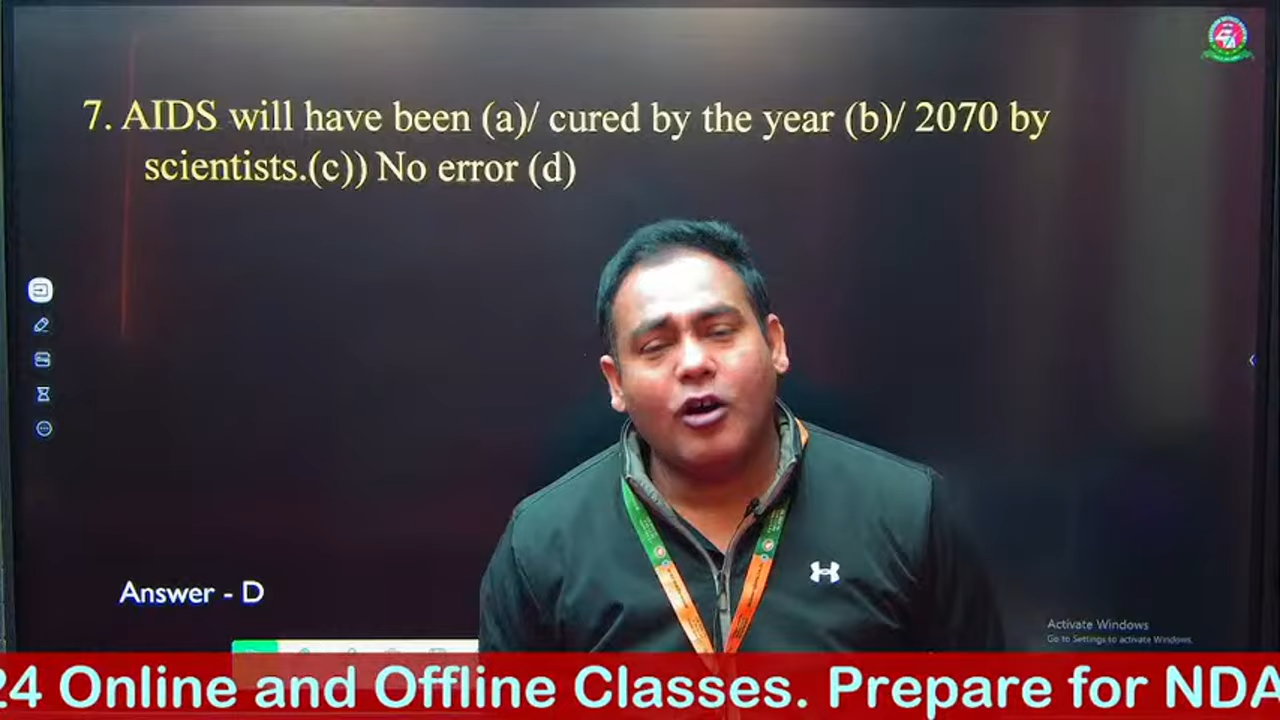 7. AIDS will have been (a)/ cured by the year (b)/ 2070 by
scientists.(c)) No error (d)
Answer - D
Activate Windows
Go to Settings to activate Windows.
24 Online and Offline Classes. Prepare for NDA